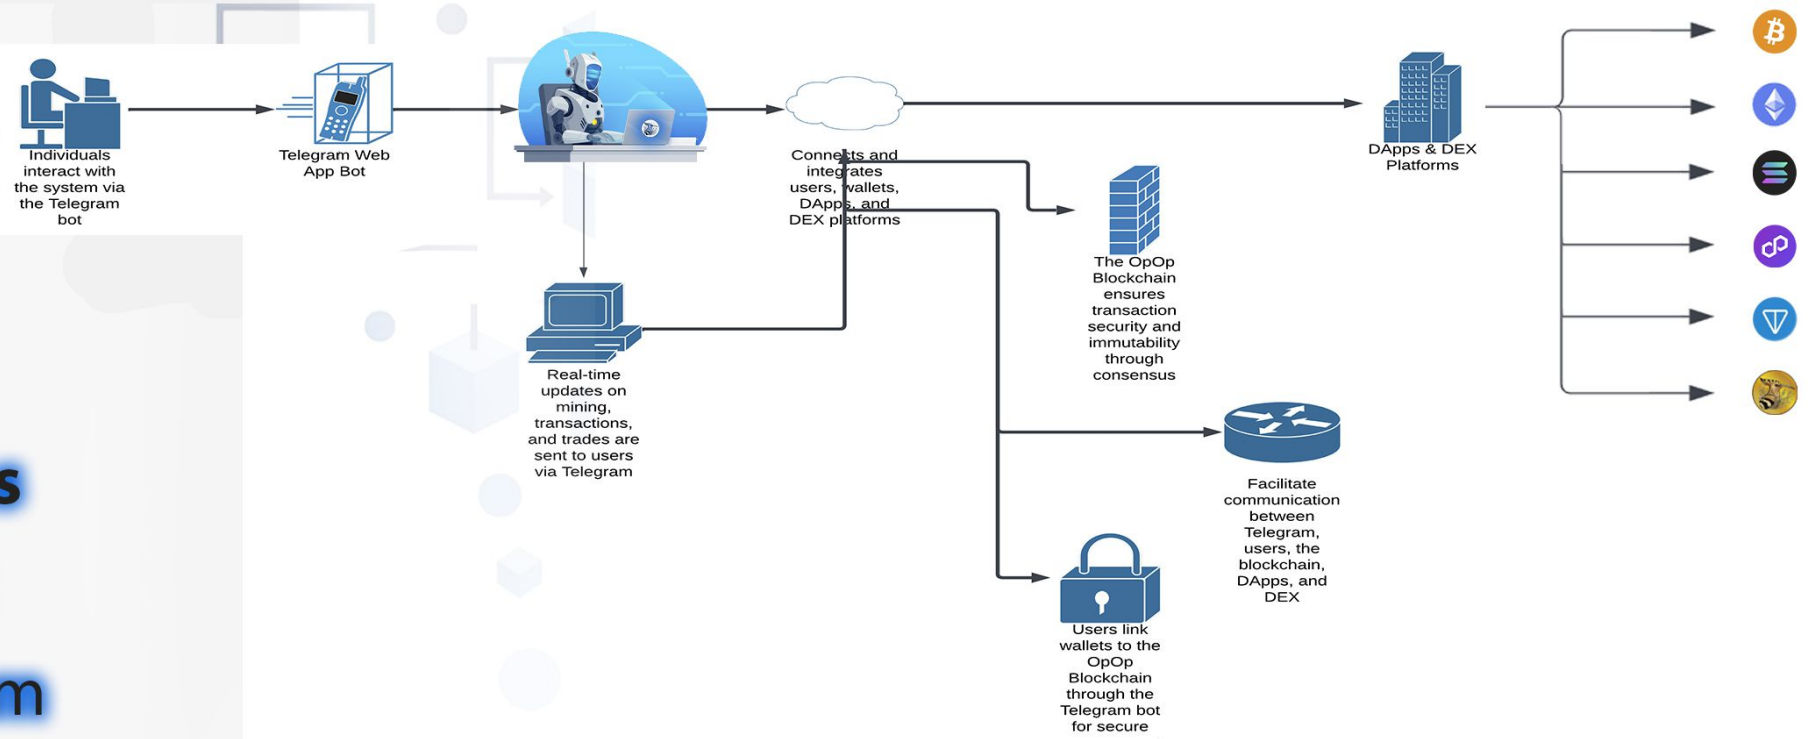 Individuals
interact with
the system via
the Telegram
bot
Telegram Web
App Bot
Connects and
integrates
users, wallets,
DApps, and
DEX platforms
DApps & DEX
Platforms
The OpOp
Blockchain
ensures
transaction
security and
immutability
through
consensus
Real-time
updates on
mining,
transactions,
and trades are
sent to users
via Telegram
Facilitate
communication
between
Telegram,
users, the
blockchain,
DApps, and
DEX
Users link
wallets to the
OpOp
Blockchain
through the
Telegram bot
for secure
s
m